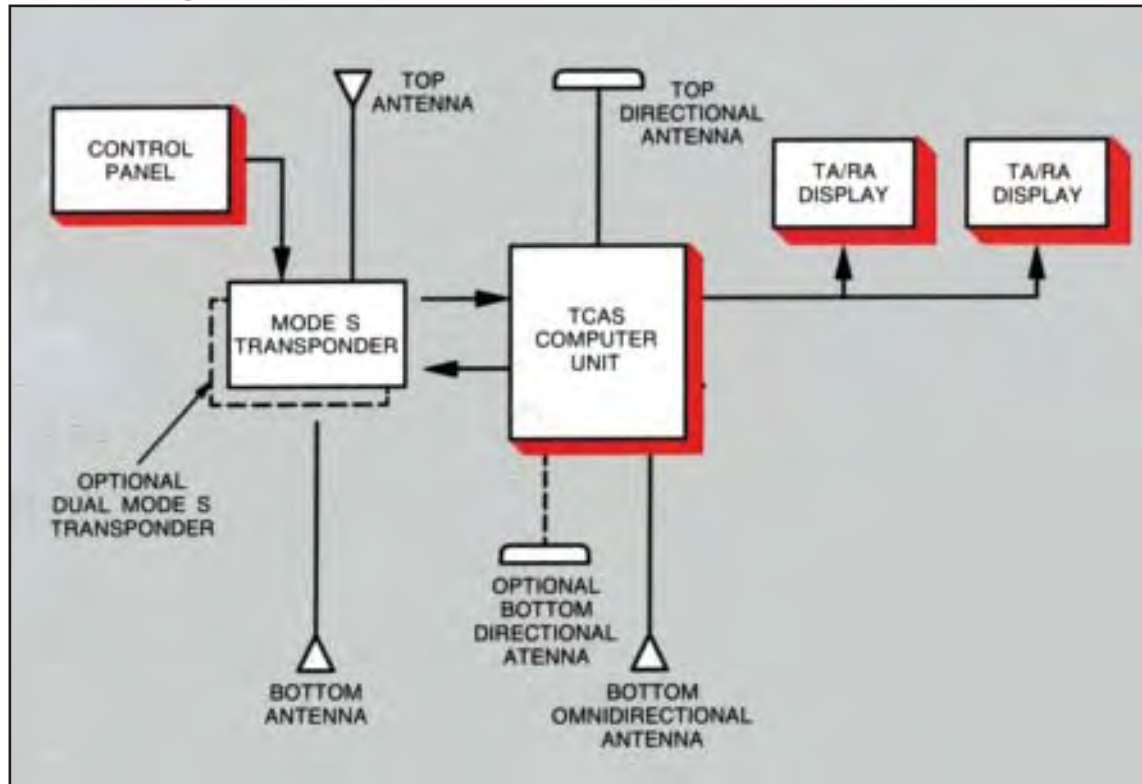 TOP
ANTENNA
TOP
DIRECTIONAL
ANTENNA
CONTROL
PANEL
TA/RA
DISPLAY
TA/RA
DISPLAY
MODE S
TRANSPONDER
TCAS
COMPUTER
UNIT
OPTIONAL
DUAL MODE S
TRANSPONDER
OPTIONAL
BOTTOM
DIRECTIONAL
ATENNA
BOTTOM
ANTENNA
BOTTOM
OMNIDIRECTIONAL
ANTENNA